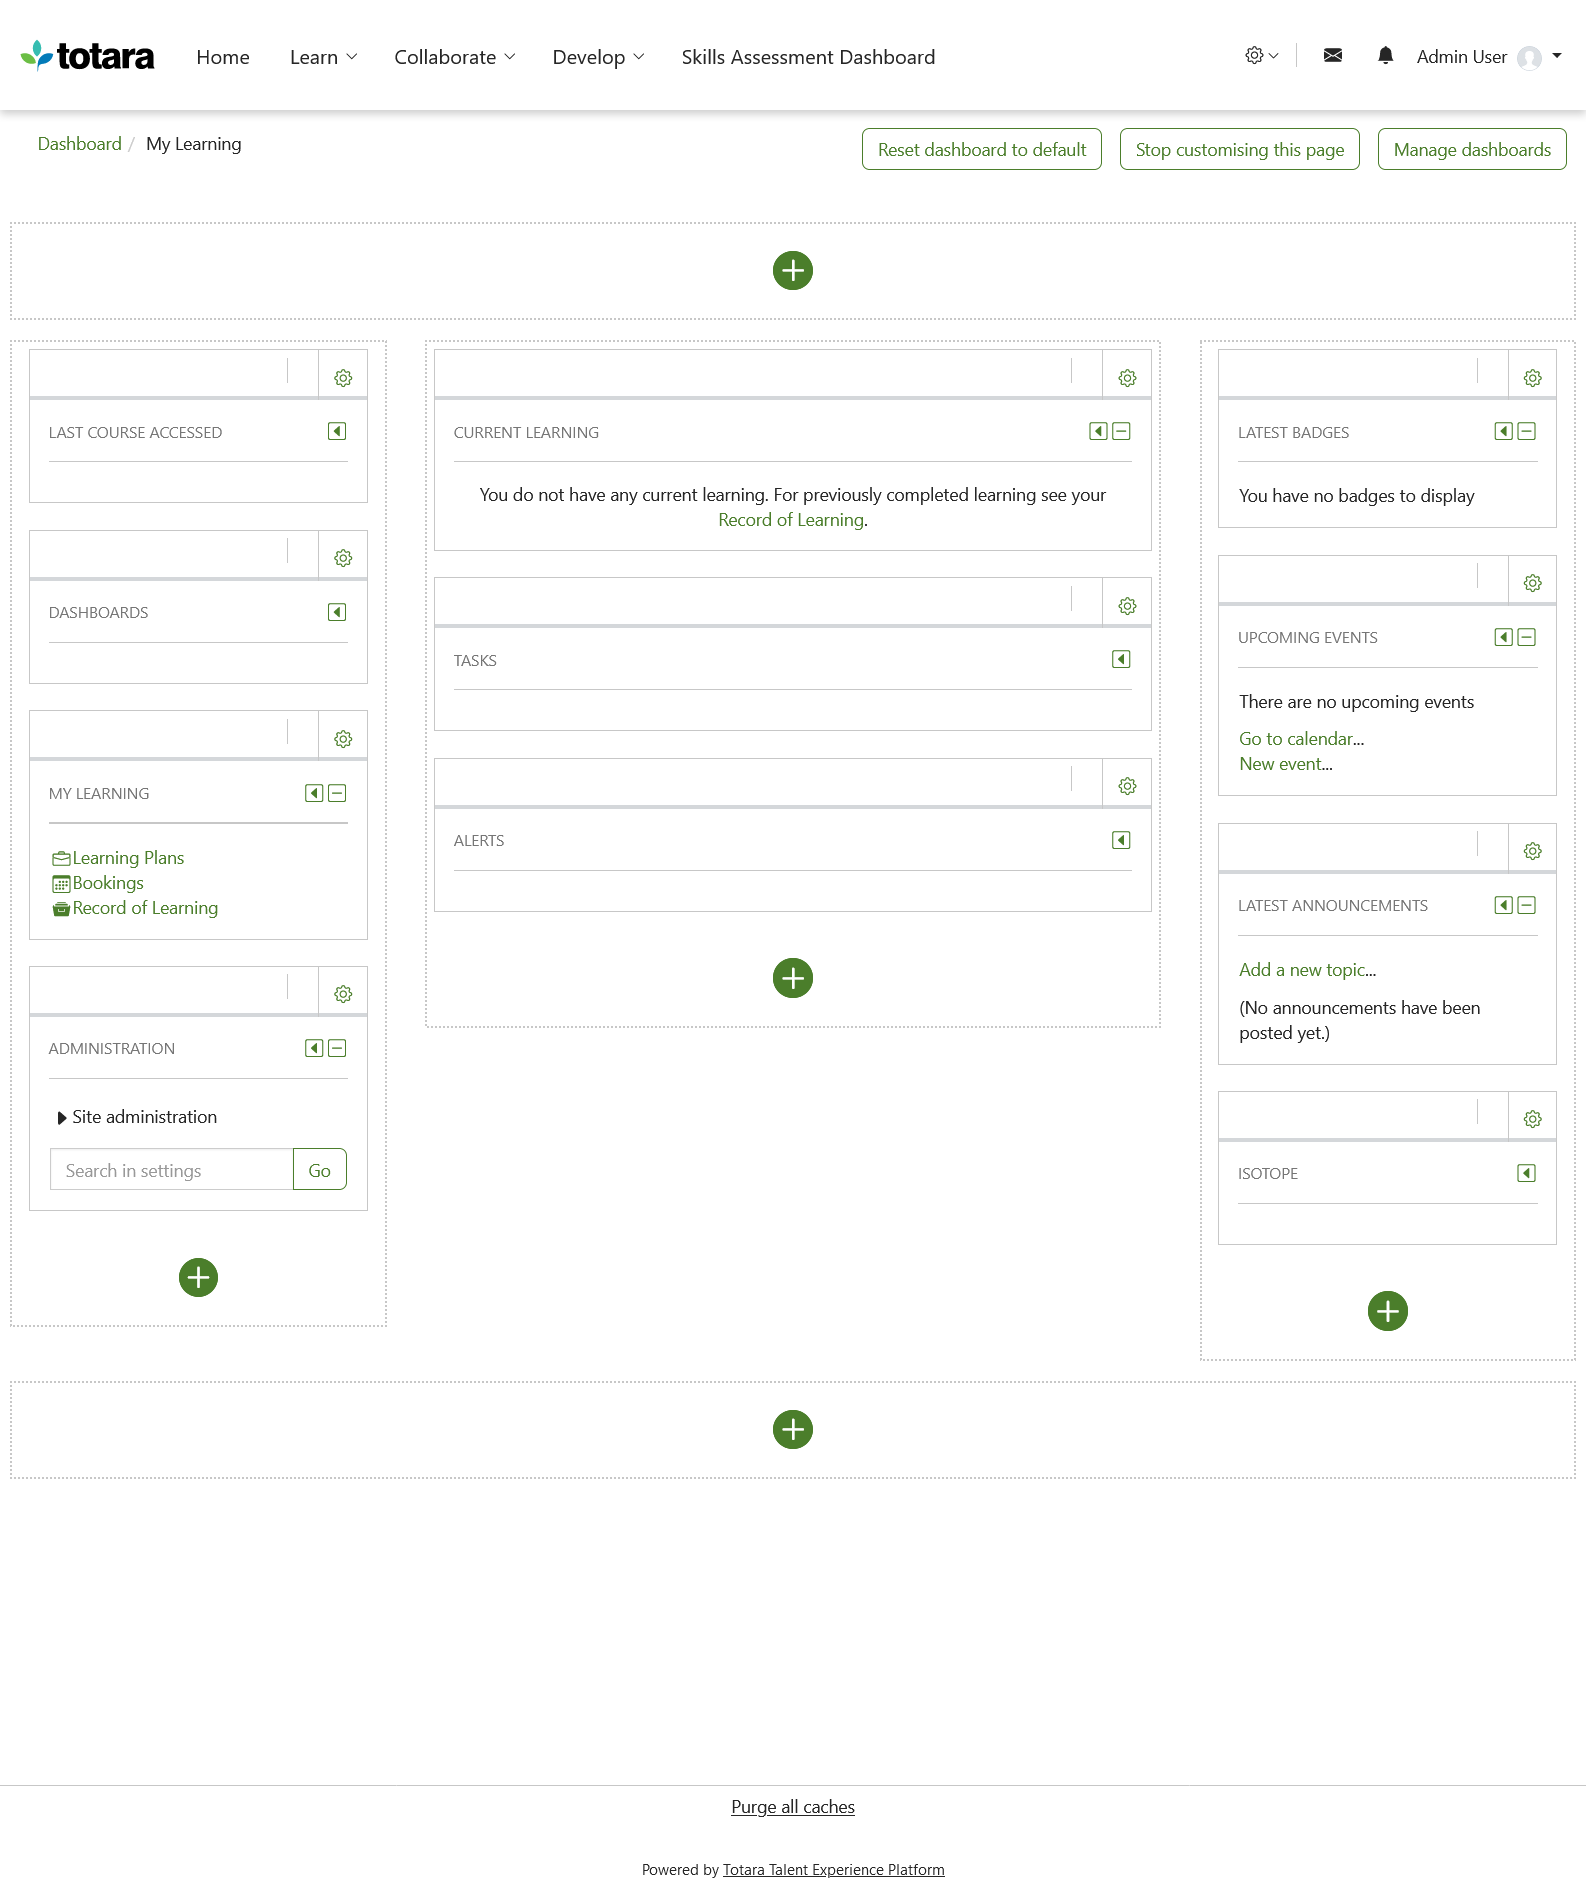 totara
Home
Learn
Collaborate
Develop
Skills Assessment Dashboard
Admin User
Dashboard / My Learning
Reset dashboard to default
Stop customising this page
Manage dashboards
LAST COURSE ACCESSED
DASHBOARDS
MY LEARNING
Learning Plans
Bookings
Record of Learning
ADMINISTRATION
Site administration
Search in settings
Go
CURRENT LEARNING
You do not have any current learning. For previously completed learning see your
Record of Learning.
TASKS
ALERTS
LATEST BADGES
You have no badges to display
UPCOMING EVENTS
There are no upcoming events
Go to calendar...
New event...
LATEST ANNOUNCEMENTS
Add a new topic...
(No announcements have been
posted yet.)
ISOTOPE
Purge all caches
Powered by Totara Talent Experience Platform